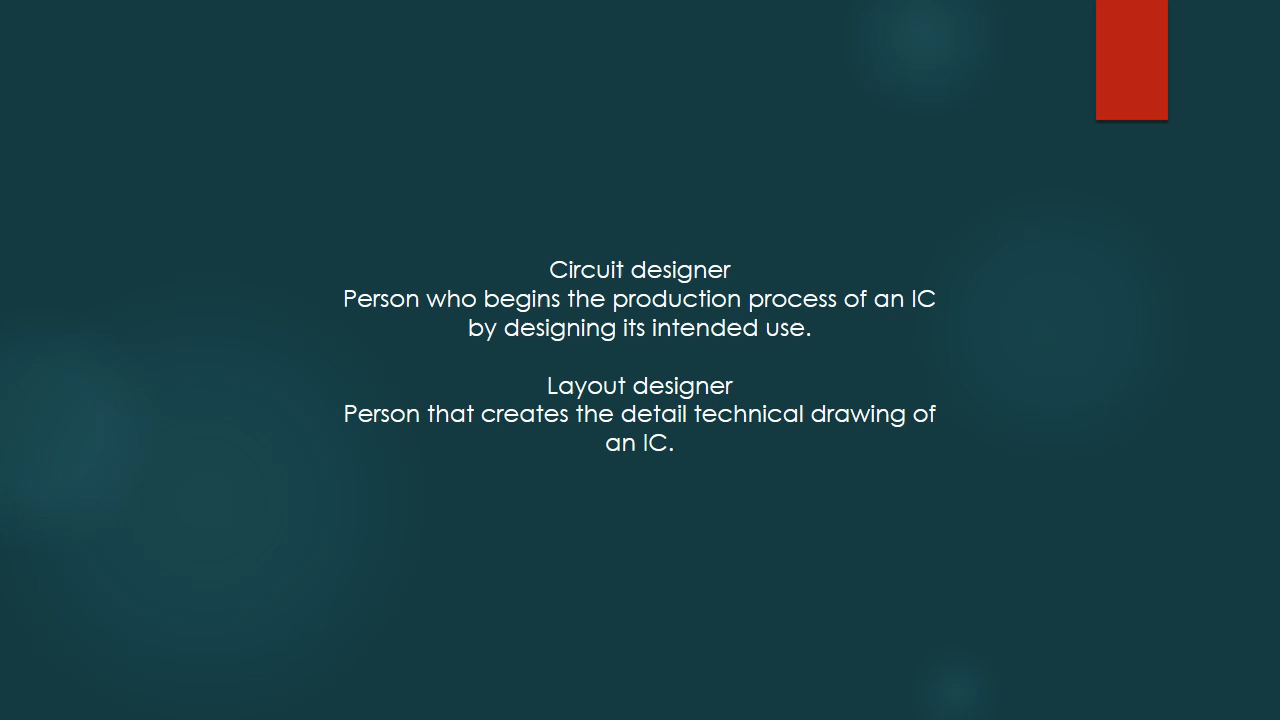 Circuit designer
Person who begins the production process of an IC
by designing its intended use.
Layout designer
Person that creates the detail technical drawing of
an IC.